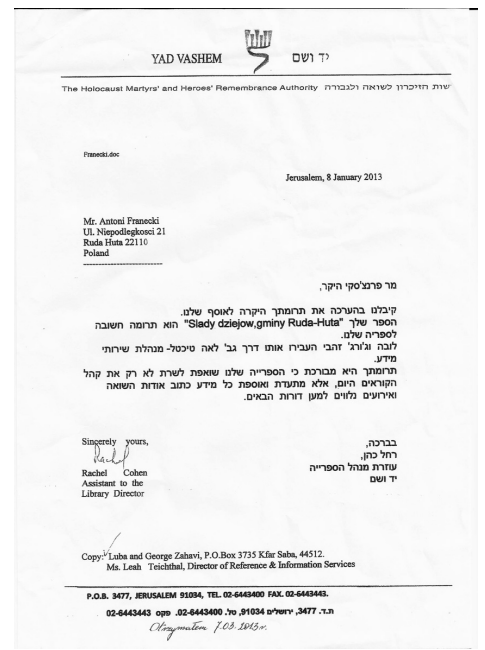 YAD VASHEM יד ושם
The Holocaust Martyrs' and Heroes' Remembrance Authority שות הזיכרון לשואה ולגבורה
Franecki.doc
Jerusalem, 8 January 2013
Mr. Antoni Franecki
Ul. Niepodlegkosci 21
Ruda Huta 22110
Poland
מר פרנצ'סקי היקר,
קיבלנו בהערכה את תרומתך היקרה לאוסף שלנו.
הספר שלך "Slady dziejow,gminy Ruda-Huta" הוא תרומה חשובה
לספריה שלנו.
לובה וג'ורג' זהבי העבירו אותו דרך גב' לאה טיכטל- מנהלת שירותי
מידע.
תרומתך היא מבורכת כי הספרייה שלנו שואפת לשרת לא רק את קהל
הקוראים היום, אלא מתעדת ואוספת כל מידע כתוב אודות השואה
ואירועים נלווים למען דורות הבאים.
Sincerely yours,
Rachel
Rachel Cohen
Assistant to the
Library Director
בברכה,
רחל כהן,
עוזרת מנהל הספרייה
יד ושם
Copy: Luba and George Zahavi, P.O.Box 3735 Kfar Saba, 44512.
Ms. Leah Teichthal, Director of Reference & Information Services
P.O.B. 3477, JERUSALEM 91034, TEL. 02-6443400 FAX. 02-6443443.
ת.ד. 3477, ירושלים 91034, טל. 02-6443400. פקס 02-6443443
Otrzymałem 7.03.2013r.